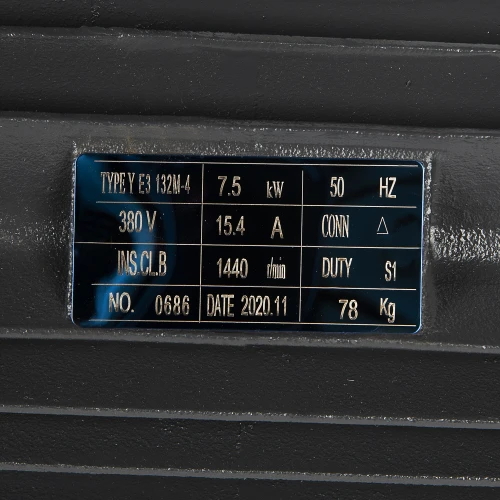 TYPE Y E3 132M-4 7.5 kW 50 HZ
380 V 15.4 A CONN △
INS.CL.B 1440 r/min DUTY S1
NO. 0686 DATE 2020.11 78 Kg